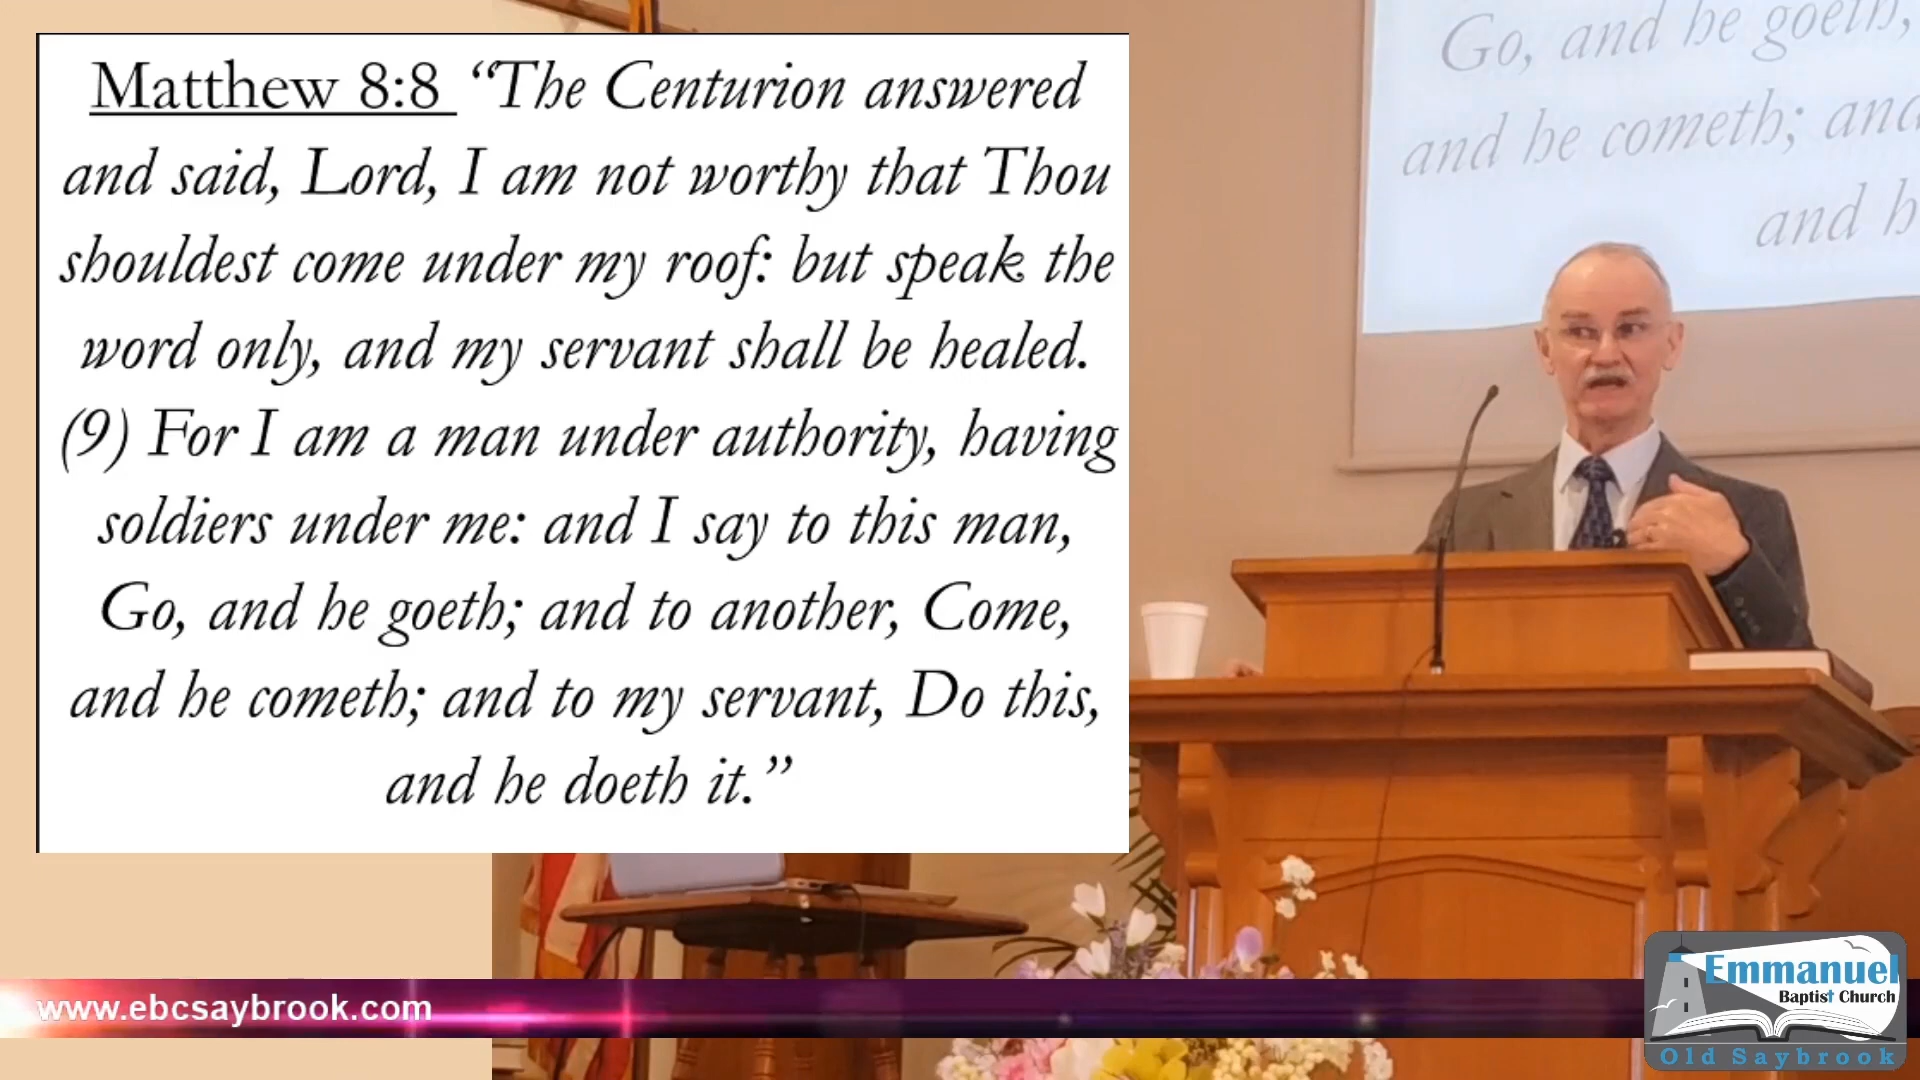 Matthew 8:8 “The Centurion answered
and said, Lord, I am not worthy that Thou
shouldest come under my roof: but speak the
word only, and my servant shall be healed.
(9) For I am a man under authority, having
soldiers under me: and I say to this man,
Go, and he goeth; and to another, Come,
and he cometh; and to my servant, Do this,
and he doeth it.”
Go, and he goeth;
and he cometh; and
and h
www.ebcsaybrook.com
Emmanuel
Baptist Church
Old Saybrook